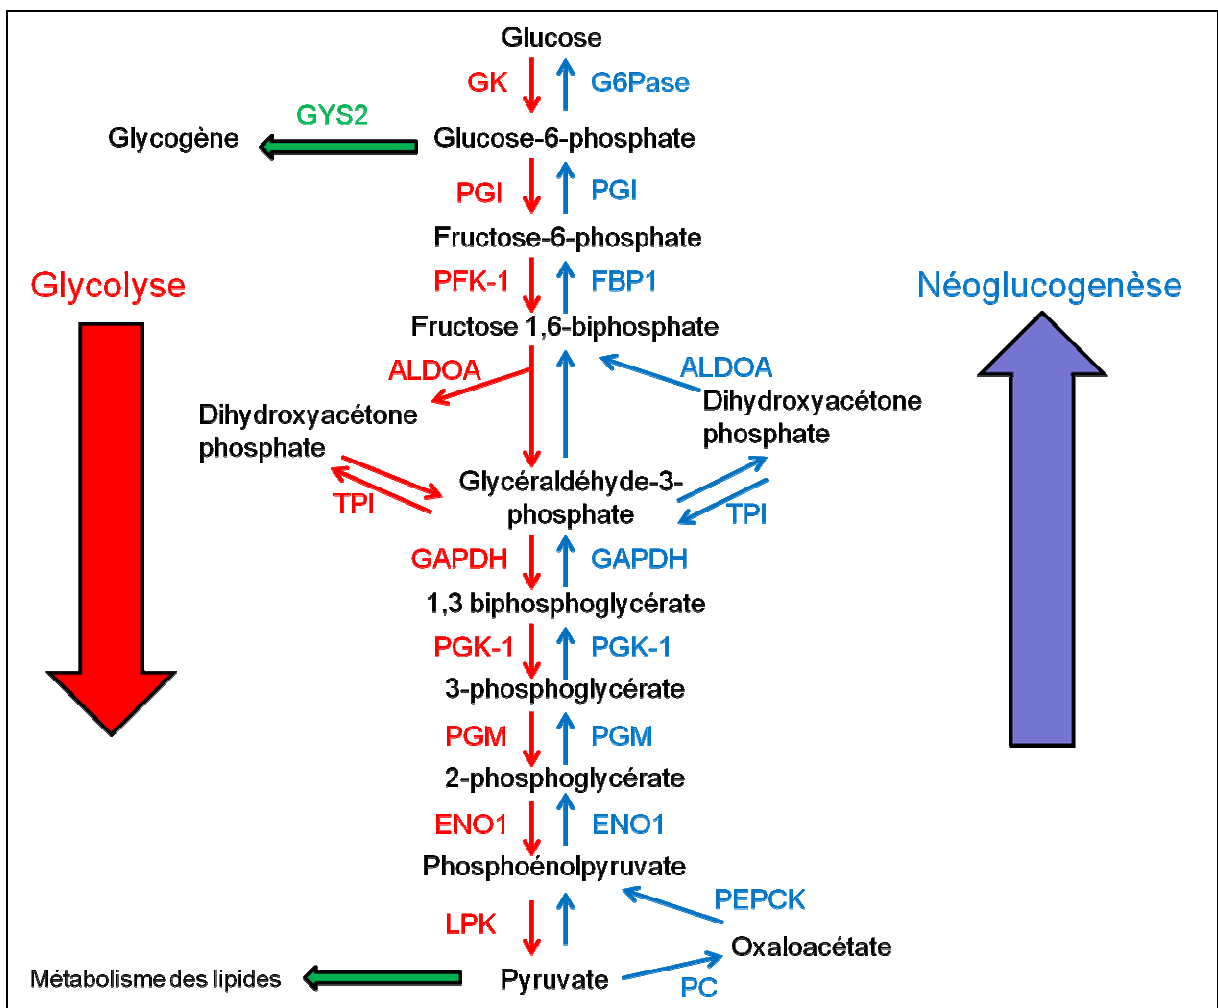 Glucose
GK
G6Pase
GYS2
Glycogène
Glucose-6-phosphate
PGI
PGI
Fructose-6-phosphate
Glycolyse
PFK-1
FBP1
Néoglucogenèse
Fructose 1,6-biphosphate
ALDOA
ALDOA
Dihydroxyacétone
phosphate
Dihydroxyacétone
phosphate
Glycéraldéhyde-3-
phosphate
TPI
TPI
GAPDH
GAPDH
1,3 biphosphoglycérate
PGK-1
PGK-1
3-phosphoglycérate
PGM
PGM
2-phosphoglycérate
ENO1
ENO1
Phosphoénolpyruvate
PEPCK
LPK
Oxaloacétate
Métabolisme des lipides
Pyruvate
PC